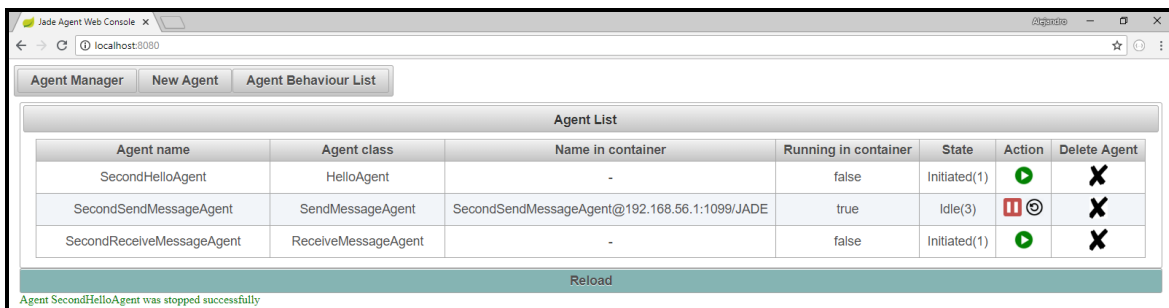 Jade Agent Web Console
Alejandro
localhost:8080
Agent Manager New Agent Agent Behaviour List
Agent List
Agent name Agent class Name in container Running in container State Action Delete Agent
SecondHelloAgent HelloAgent - false Initiated(1)
SecondSendMessageAgent SendMessageAgent SecondSendMessageAgent@192.168.56.1:1099/JADE true Idle(3)
SecondReceiveMessageAgent ReceiveMessageAgent - false Initiated(1)
Reload
Agent SecondHelloAgent was stopped successfully